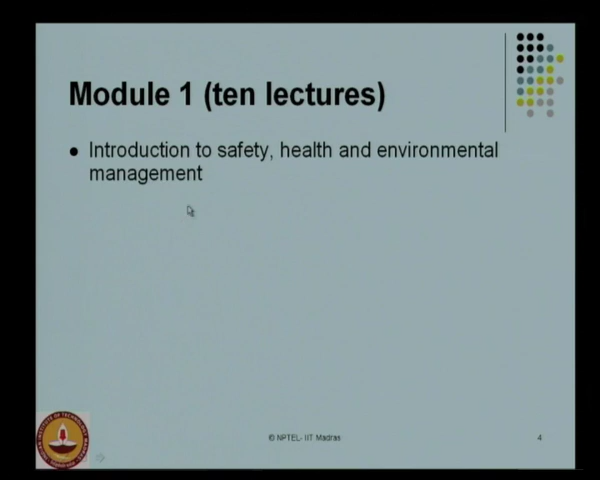 Module 1 (ten lectures)
● Introduction to safety, health and environmental
management
© NPTEL- IIT Madras
4